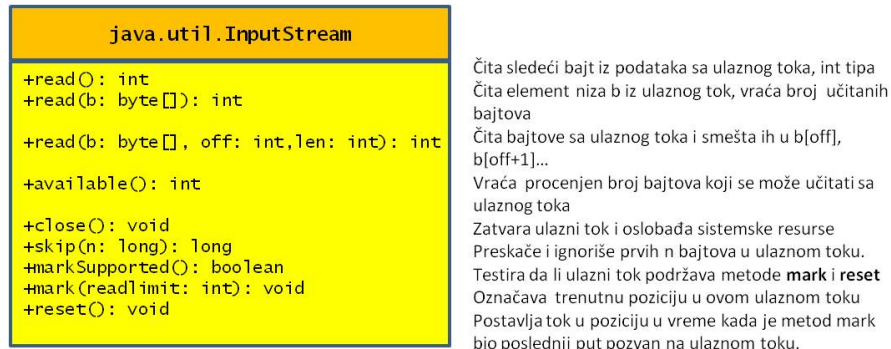 java.util.InputStream
+read(): int
+read(b: byte[]): int
+read(b: byte[], off: int,len: int): int
+available(): int
+close(): void
+skip(n: long): long
+markSupported(): boolean
+mark(readlimit: int): void
+reset(): void
Čita sledeći bajt iz podataka sa ulaznog toka, int tipa
Čita element niza b iz ulaznog tok, vraća broj učitanih
bajtova
Čita bajtove sa ulaznog toka i smešta ih u b[off],
b[off+1]...
Vraća procenjen broj bajtova koji se može učitati sa
ulaznog toka
Zatvara ulazni tok i oslobađa sistemske resurse
Preskače i ignoriše prvih n bajtova u ulaznom toku.
Testira da li ulazni tok podržava metode mark i reset
Označava trenutnu poziciju u ovom ulaznom toku
Postavlja tok u poziciju u vreme kada je metod mark
bio poslednji put pozvan na ulaznom toku.